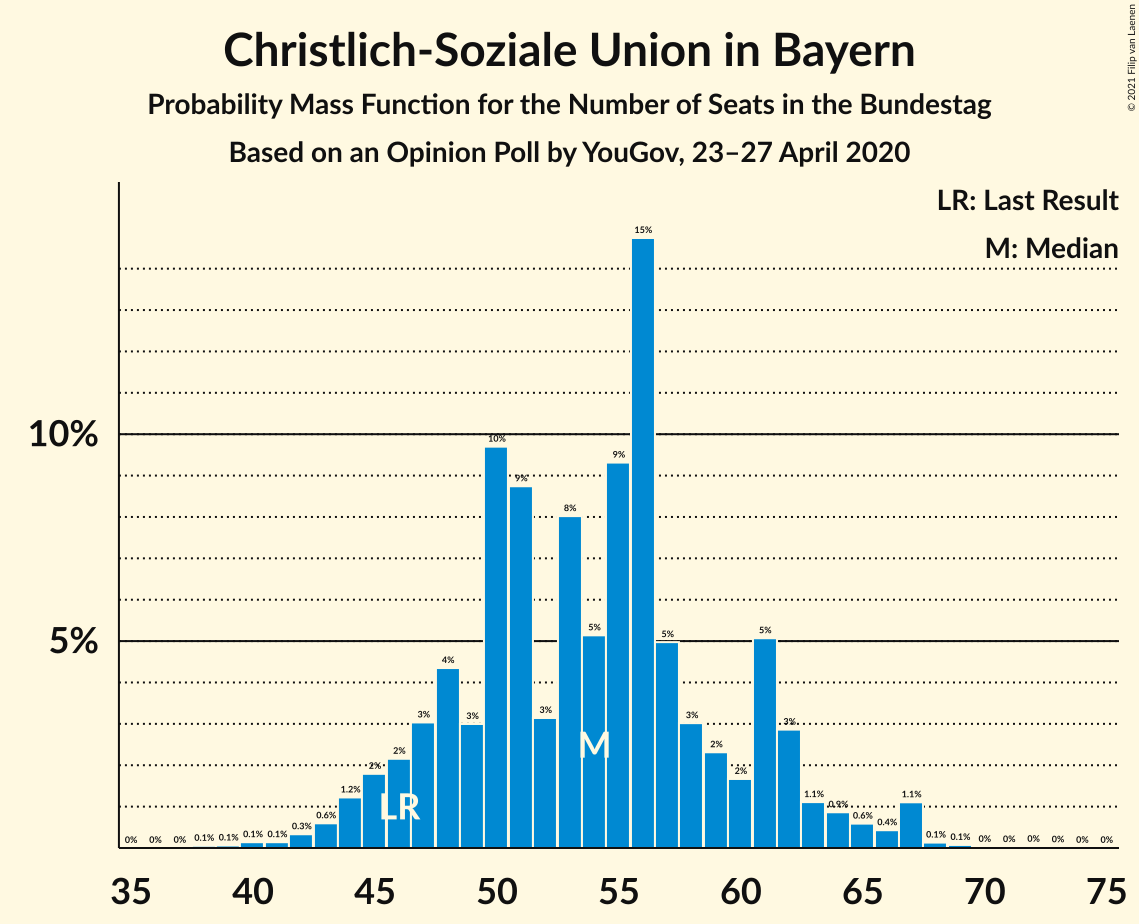 Christlich-Soziale Union in Bayern
Probability Mass Function for the Number of Seats in the Bundestag
Based on an Opinion Poll by YouGov, 23–27 April 2020
© 2021 Filip van Laenen
LR: Last Result
M: Median
10%
5%
0% 0% 0% 0.1% 0.1% 0.1% 0.1% 0.3% 0.6% 1.2% 2% 2% 3% 4% 3% 10% 9% 3% 8% 5% 9% 15% 5% 3% 2% 2% 5% 3% 1.1% 0.9% 0.6% 0.4% 1.1% 0.1% 0.1% 0% 0% 0% 0% 0% 0%
M
LR
35 40 45 50 55 60 65 70 75